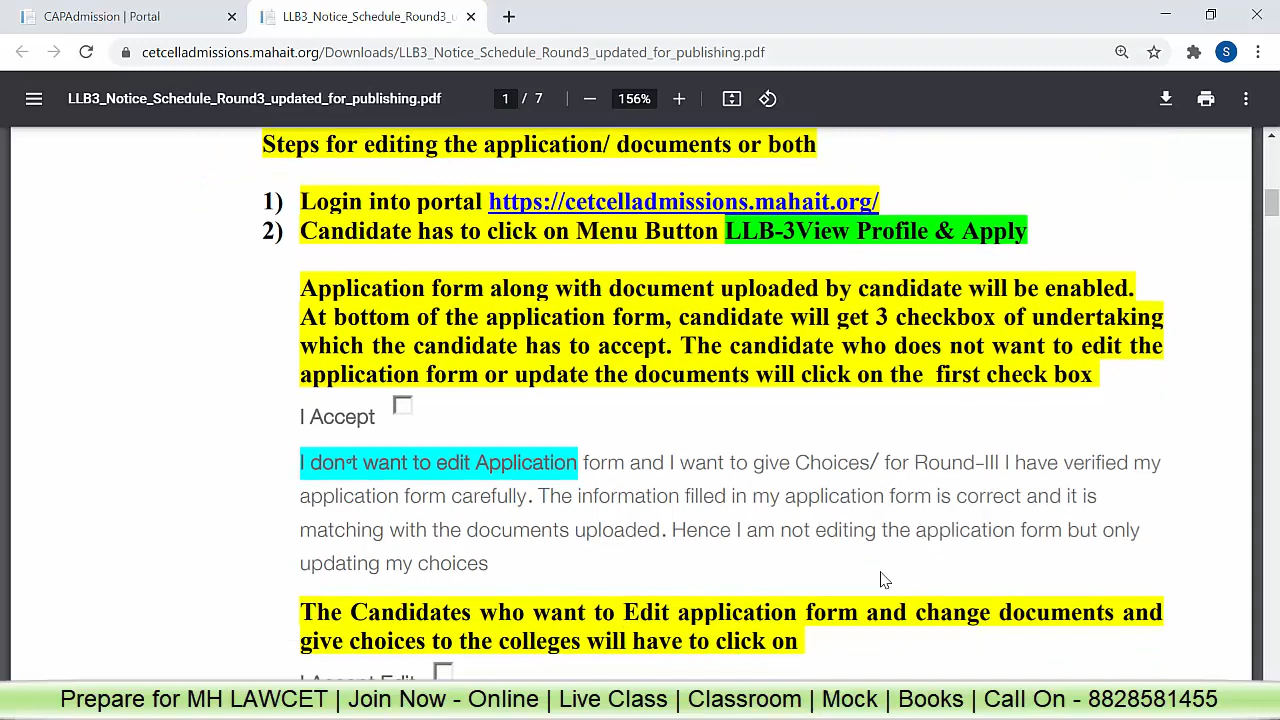 CAPAdmission | Portal
LLB3_Notice_Schedule_Round3_u
cetcelladmissions.mahait.org/Downloads/LLB3_Notice_Schedule_Round3_updated_for_publishing.pdf
S
LLB3_Notice_Schedule_Round3_updated_for_publishing.pdf
1 / 7
156%
Steps for editing the application/ documents or both
1) Login into portal https://cetcelladmissions.mahait.org/
2) Candidate has to click on Menu Button LLB-3View Profile & Apply
Application form along with document uploaded by candidate will be enabled.
At bottom of the application form, candidate will get 3 checkbox of undertaking
which the candidate has to accept. The candidate who does not want to edit the
application form or update the documents will click on the first check box
I Accept
I don't want to edit Application form and I want to give Choices/ for Round-III I have verified my
application form carefully. The information filled in my application form is correct and it is
matching with the documents uploaded. Hence I am not editing the application form but only
updating my choices
The Candidates who want to Edit application form and change documents and
give choices to the colleges will have to click on
I Accept Edit
Prepare for MH LAWCET | Join Now - Online | Live Class | Classroom | Mock | Books | Call On - 8828581455